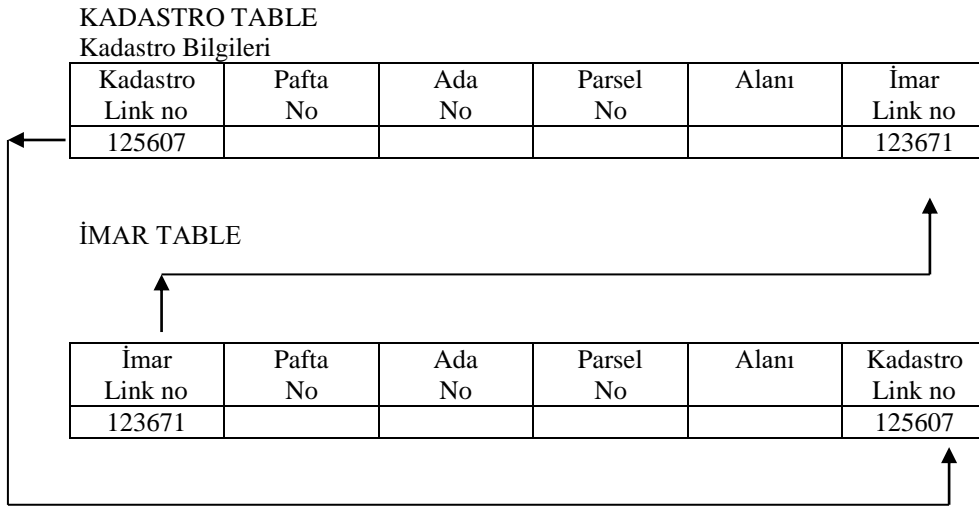 KADASTRO TABLE
Kadastro Bilgileri
Kadastro Pafta Ada Parsel Alanı İmar
Link no No No No Link no
125607 123671
İMAR TABLE
İmar Pafta Ada Parsel Alanı Kadastro
Link no No No No Link no
123671 125607